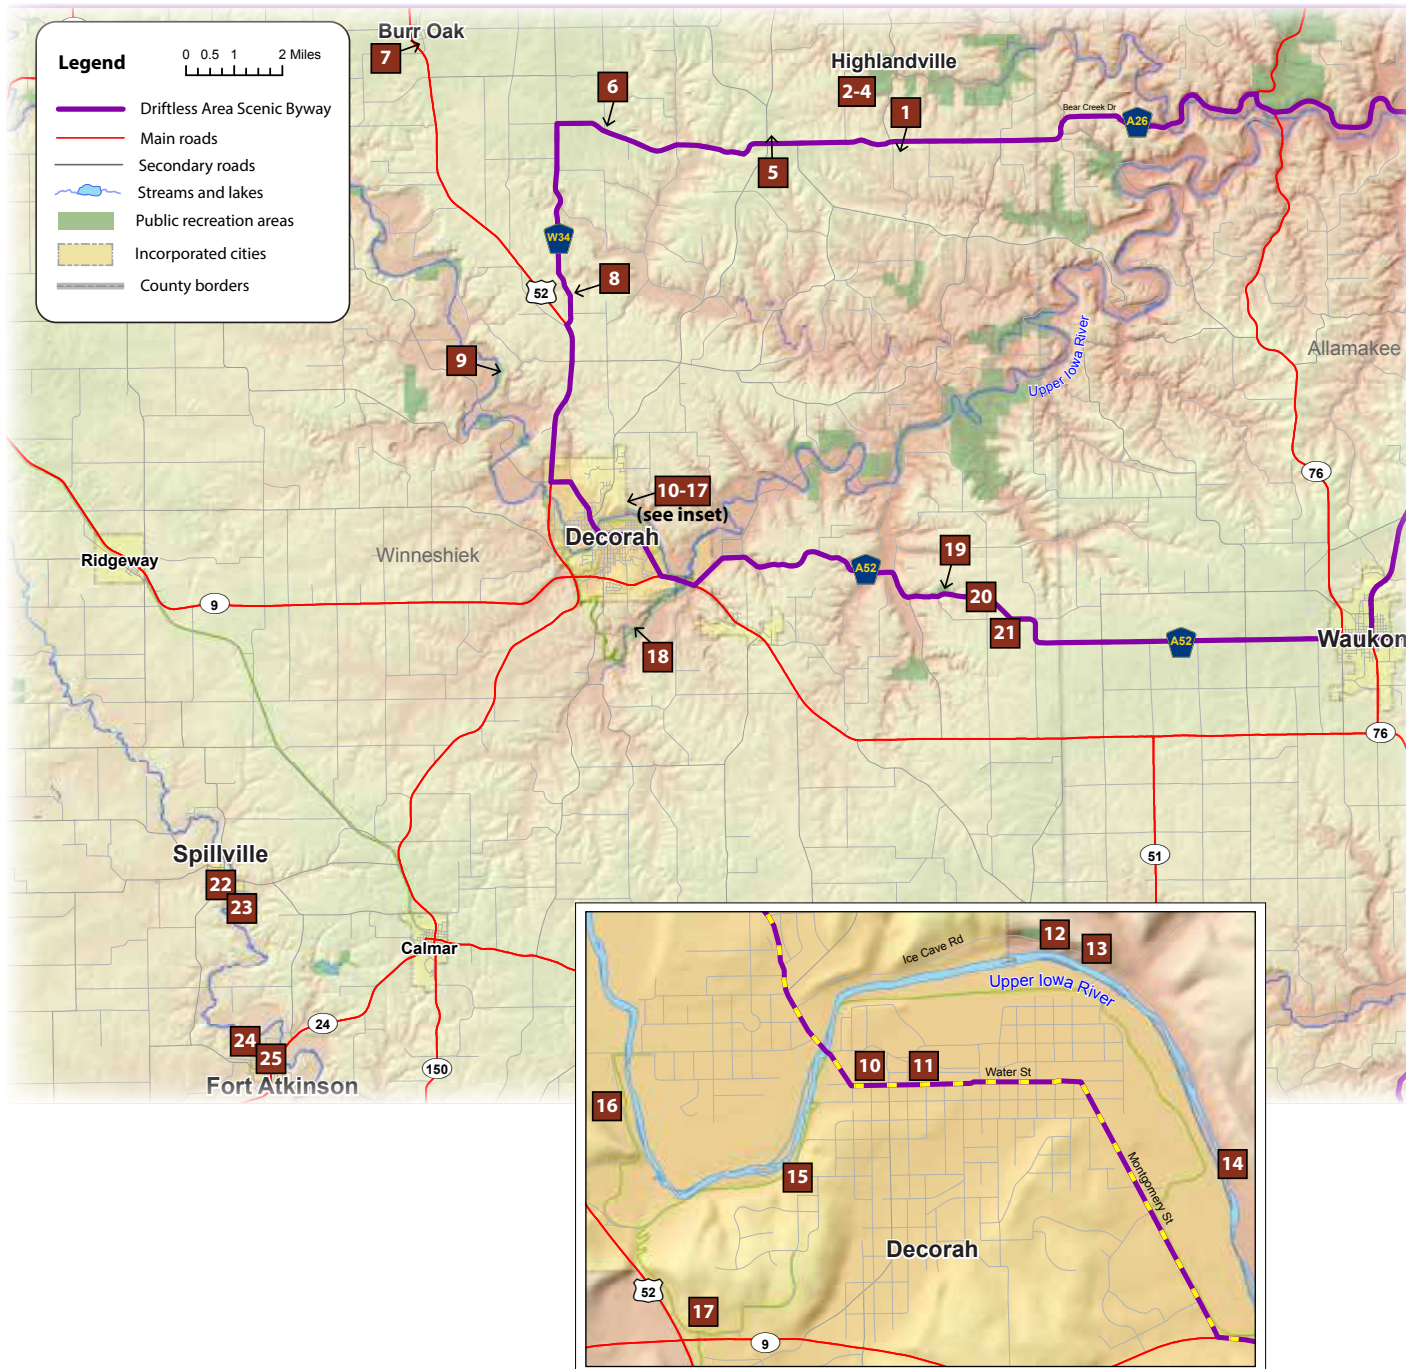 Legend
0 0.5 1 2 Miles
Driftless Area Scenic Byway
Main roads
Secondary roads
Streams and lakes
Public recreation areas
Incorporated cities
County borders
Burr Oak
7
Highlandville
2-4
6
1
5
Bear Creek Dr
A26
W34
52
8
9
Upper Iowa River
Allamakee
76
10-17
(see inset)
Decorah
Winneshiek
Ridgeway
9
A52
19
20
21
18
A52
Waukon
76
51
Spillville
22
23
Calmar
24
24
25
Fort Atkinson
150
12
13
Ice Cave Rd
Upper Iowa River
10
11
Water St
16
15
14
Montgomery St
Decorah
52
17
9